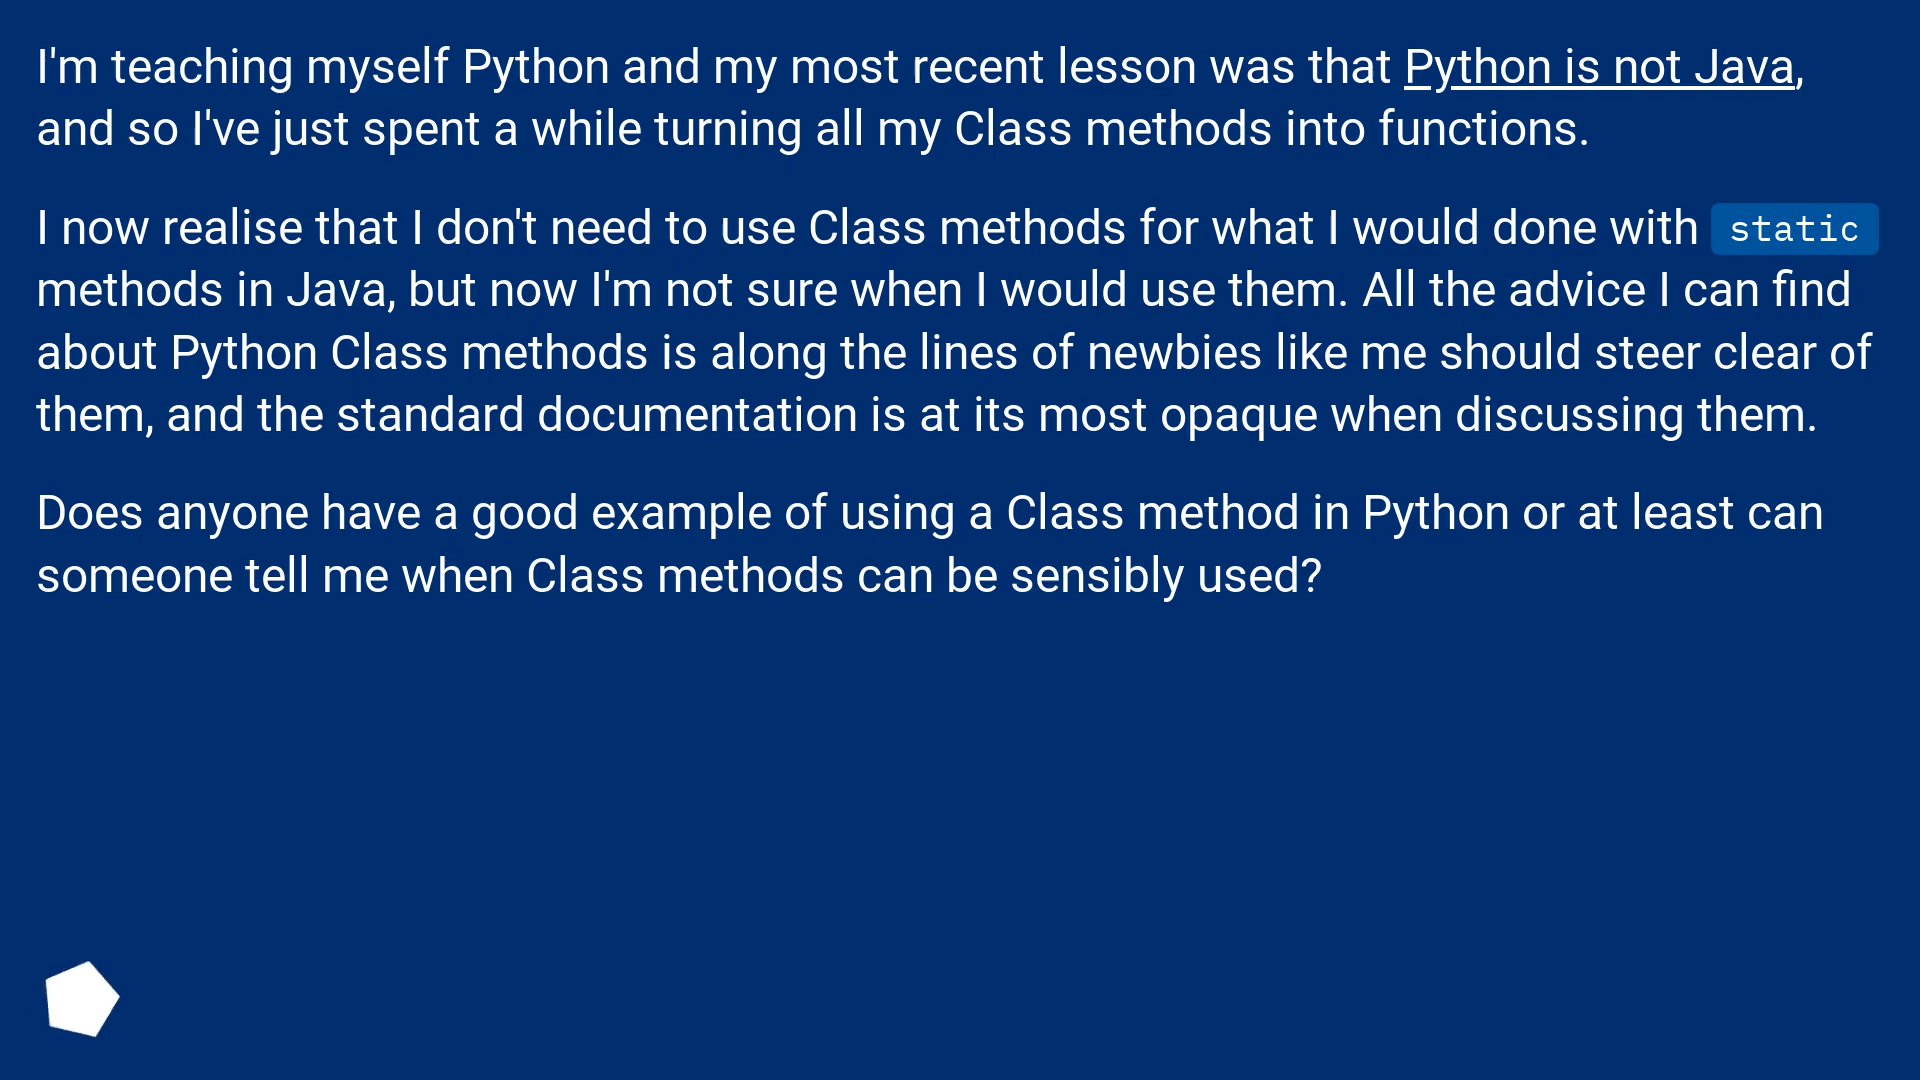 I'm teaching myself Python and my most recent lesson was that Python is not Java,
and so I've just spent a while turning all my Class methods into functions.
I now realise that I don't need to use Class methods for what I would done with static
methods in Java, but now I'm not sure when I would use them. All the advice I can find
about Python Class methods is along the lines of newbies like me should steer clear of
them, and the standard documentation is at its most opaque when discussing them.
Does anyone have a good example of using a Class method in Python or at least can
someone tell me when Class methods can be sensibly used?